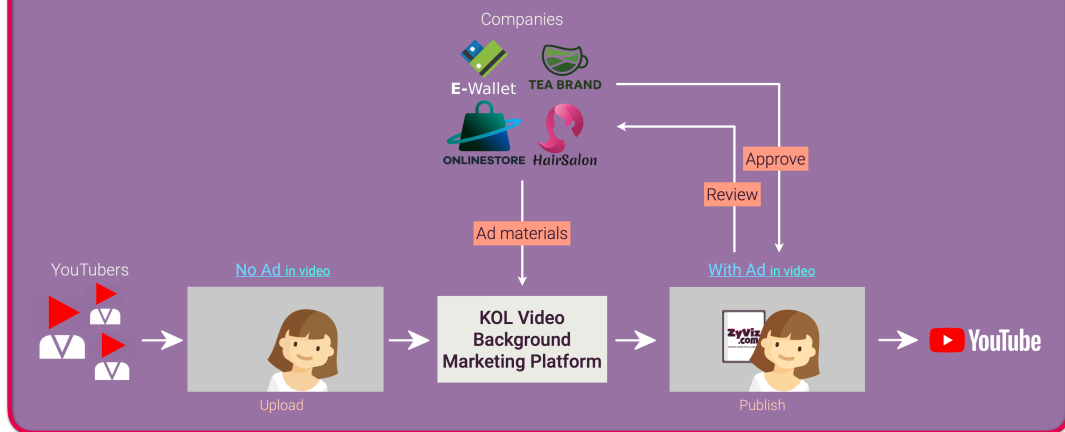 Companies
E-Wallet
TEA BRAND
ONLINESTORE
HairSalon
Approve
Review
Ad materials
YouTubers
No Ad in video
With Ad in video
KOL Video
Background
Marketing Platform
ZyViz
.com
YouTube
Upload
Publish